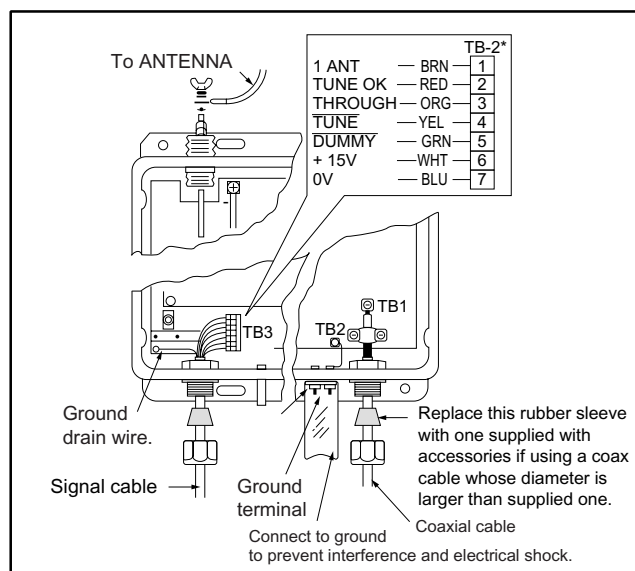 To ANTENNA
TB-2*
1 ANT BRN 1
TUNE OK RED 2
THROUGH ORG 3
TUNE YEL 4
DUMMY GRN 5
+ 15V WHT 6
0V BLU 7
TB1
TB3
TB2
Ground
drain wire.
Signal cable
Ground
terminal
Connect to ground
to prevent interference and electrical shock.
Replace this rubber sleeve
with one supplied with
accessories if using a coax
cable whose diameter is
larger than supplied one.
Coaxial cable